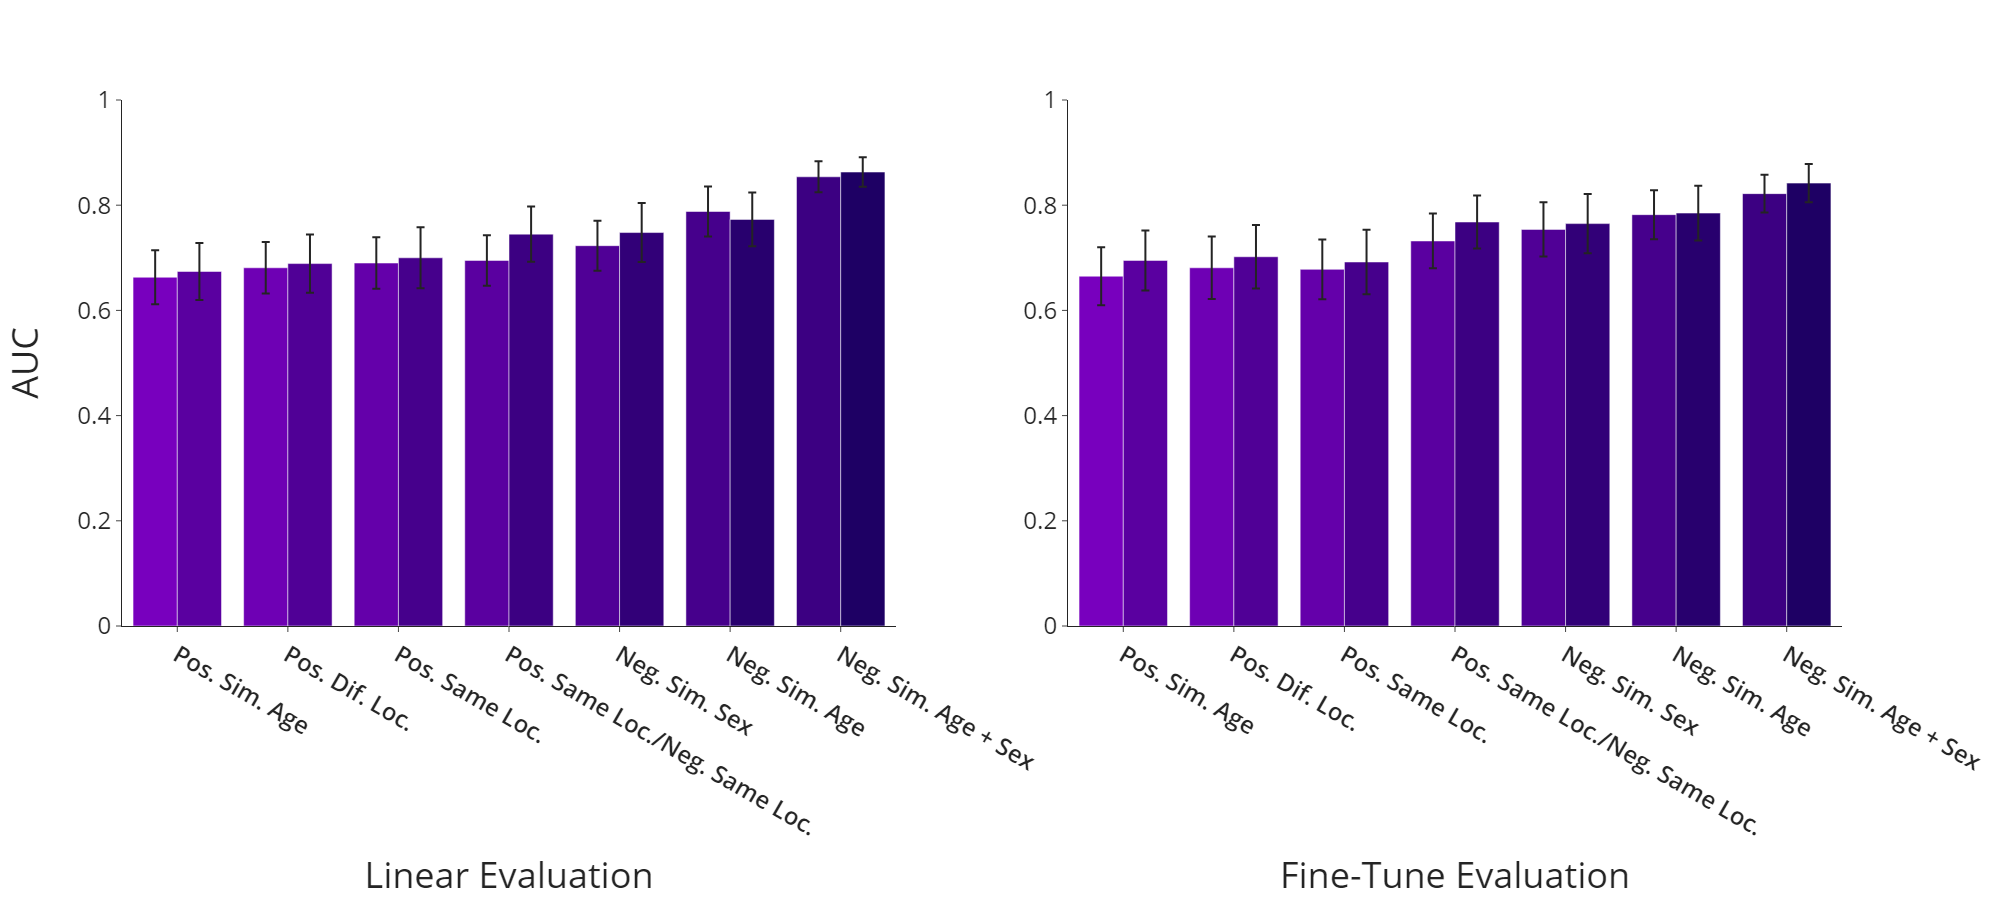 AUC
1
0.8
0.6
0.4
0.2
0
Pos. Sim. Age
Pos. Dif. Loc.
Pos. Same Loc.
Pos. Same Loc./Neg. Same Loc.
Neg. Sim. Sex
Neg. Sim. Age
Neg. Sim. Age + Sex
Linear Evaluation
1
0.8
0.6
0.4
0.2
0
Pos. Sim. Age
Pos. Dif. Loc.
Pos. Same Loc.
Pos. Same Loc./Neg. Same Loc.
Neg. Sim. Sex
Neg. Sim. Age
Neg. Sim. Age + Sex
Fine-Tune Evaluation